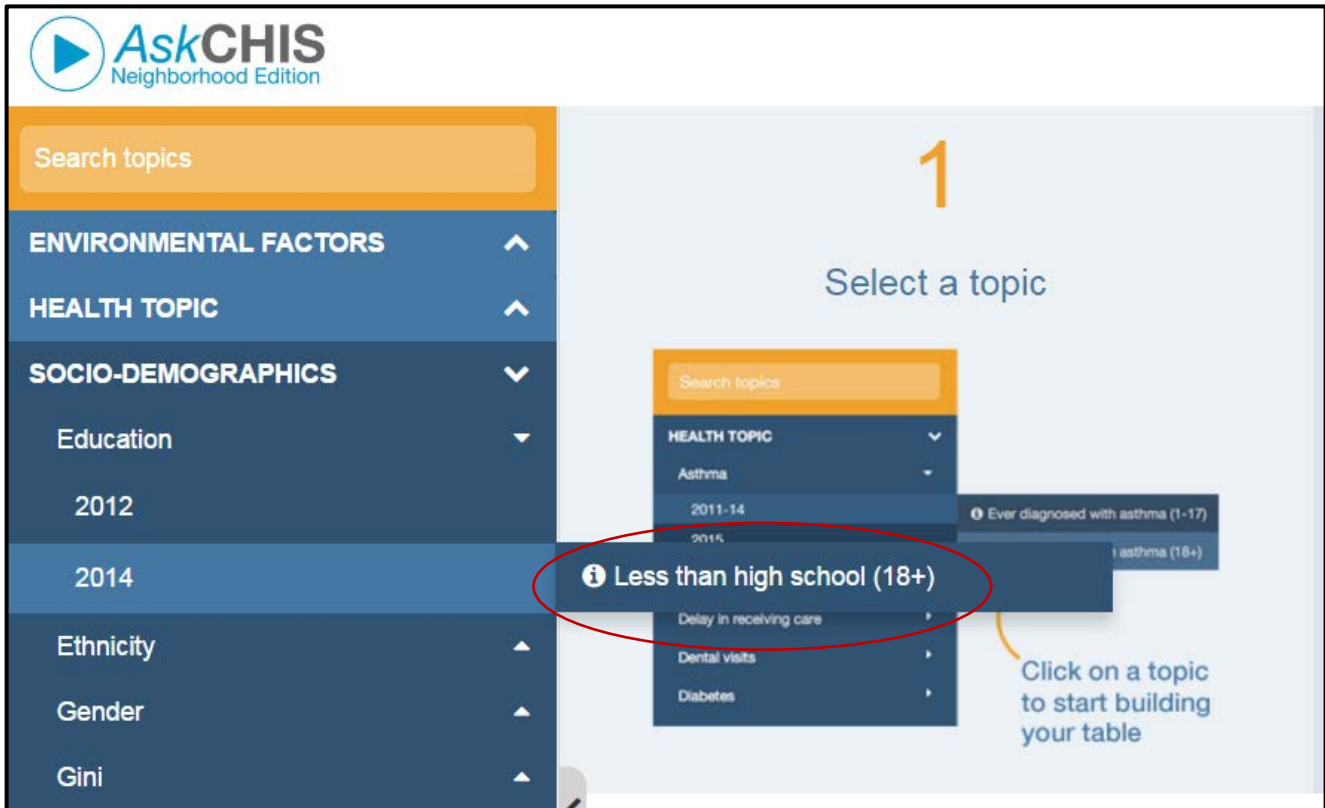 AskCHIS
Neighborhood Edition
Search topics
ENVIRONMENTAL FACTORS
HEALTH TOPIC
SOCIO-DEMOGRAPHICS
Education
2012
2014
Less than high school (18+)
Ethnicity
Gender
Gini
1
Select a topic
Search topics
HEALTH TOPIC
Asthma
2011-14
Ever diagnosed with asthma (1-17)
2015
asthma (18+)
Delay in receiving care
Dental visits
Diabetes
Click on a topic
to start building
your table